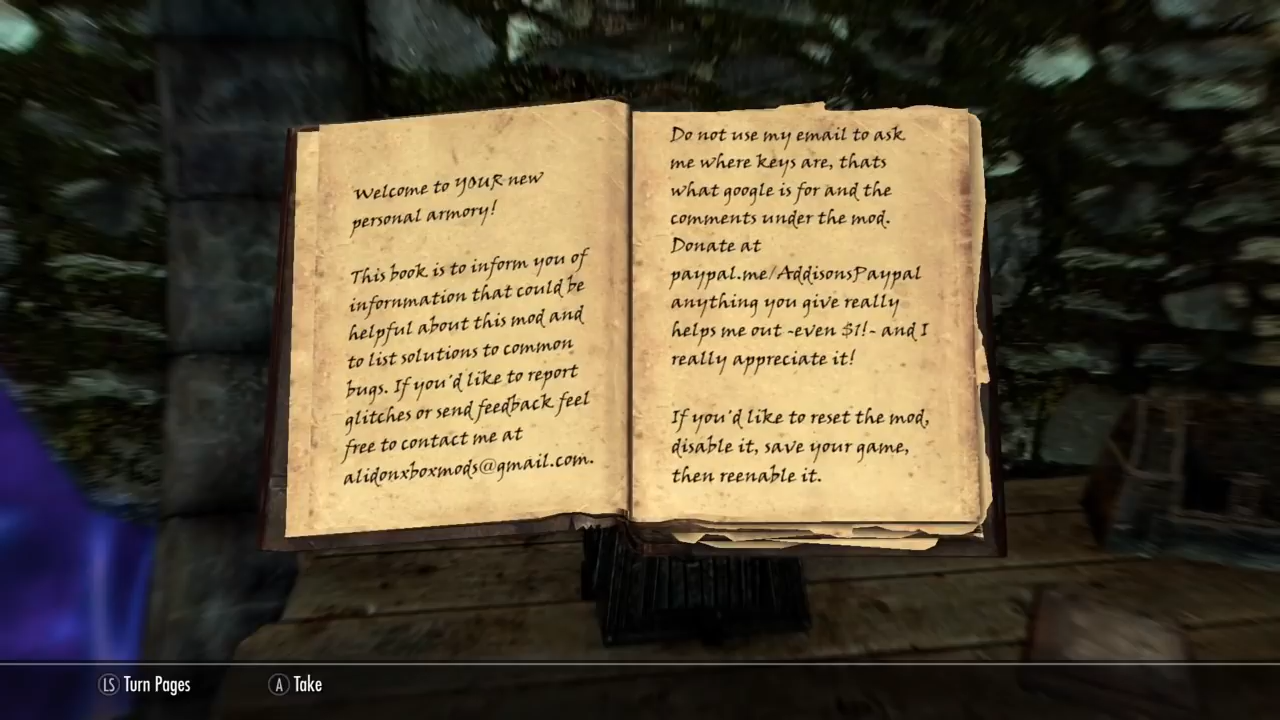 Welcome to YOUR new
personal armory!
This book is to inform you of
infornmation that could be
helpful about this mod and
to list solutions to common
bugs. If you'd like to report
glitches or send feedback feel
free to contact me at
alidonxboxmods@gmail.com.
Do not use my email to ask
me where keys are, thats
what google is for and the
comments under the mod.
Donate at
paypal.me/AddisonsPaypal
anything you give really
helps me out -even $1!- and I
really appreciate it!
If you'd like to reset the mod,
disable it, save your game,
then reenable it.
LS Turn Pages
A Take